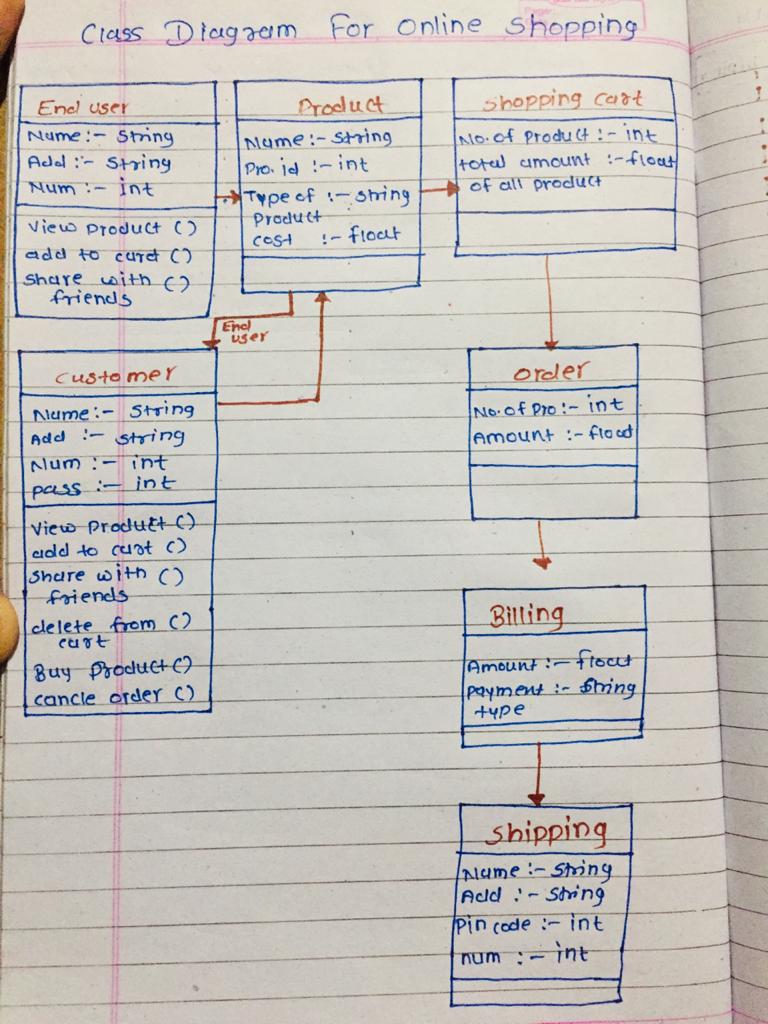 Class Diagram For Online Shopping
End user
Name :- String
Add :- String
Num :- int
View Product ()
add to curd ()
Share with ()
friends
Product
Name :- String
Pro. id :- int
Type of :- string
Product
cost :- float
Shopping Cart
No. of Product :- int
total amount :- float
of all product
End
user
Customer
Name :- String
Add :- String
Num :- int
pass :- int
View Product ()
add to cart ()
Share with ()
friends
delete from ()
cart
Buy Product ()
cancle order ()
Order
No. of Pro :- int
Amount :- float
Billing
Amount :- float
payment :- String
type
Shipping
Name :- String
Add :- String
Pin code :- int
num :- int